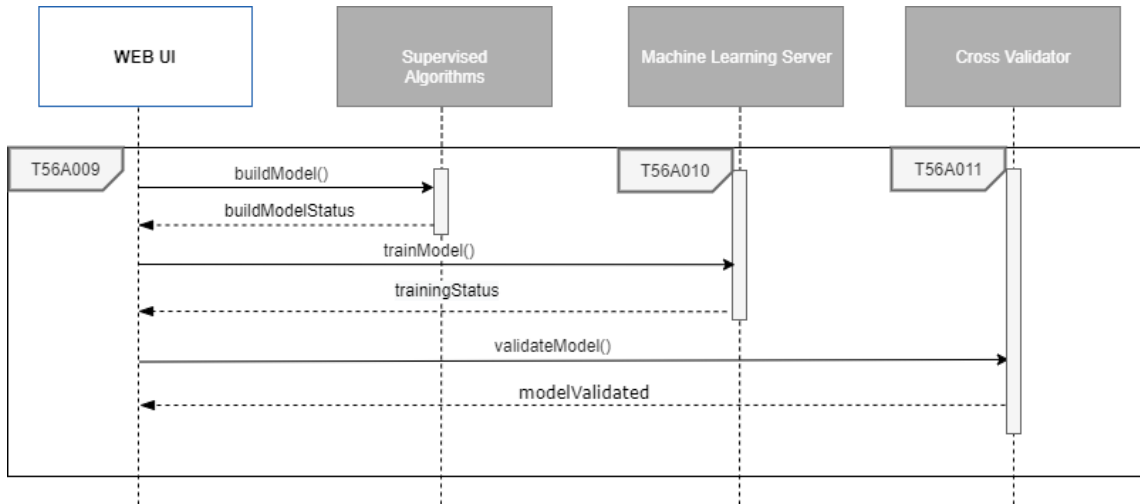 WEB UI
Supervised
Algorithms
Machine Learning Server
Cross Validator
T56A009
T56A010
T56A011
buildModel()
buildModelStatus
trainModel()
trainingStatus
validateModel()
modelValidated